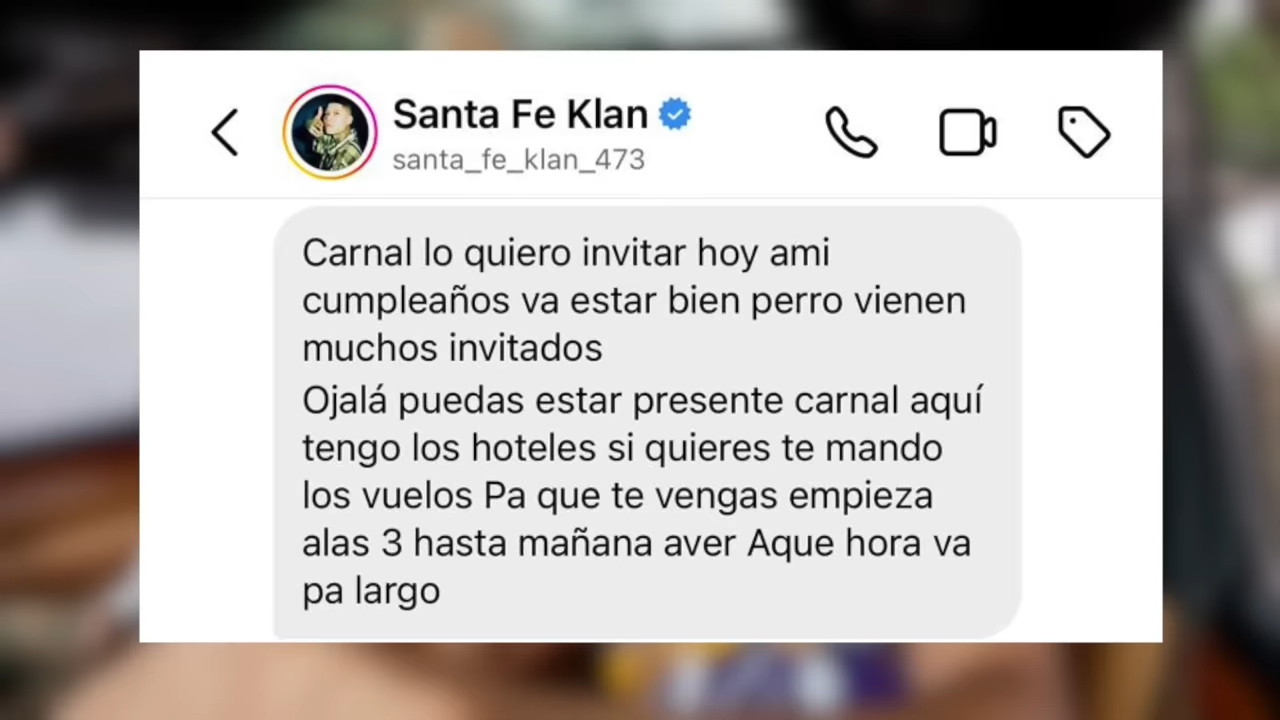 Santa Fe Klan
santa_fe_klan_473
Carnal lo quiero invitar hoy ami
cumpleaños va estar bien perro vienen
muchos invitados
Ojalá puedas estar presente carnal aquí
tengo los hoteles si quieres te mando
los vuelos Pa que te vengas empieza
alas 3 hasta mañana aver Aque hora va
pa largo